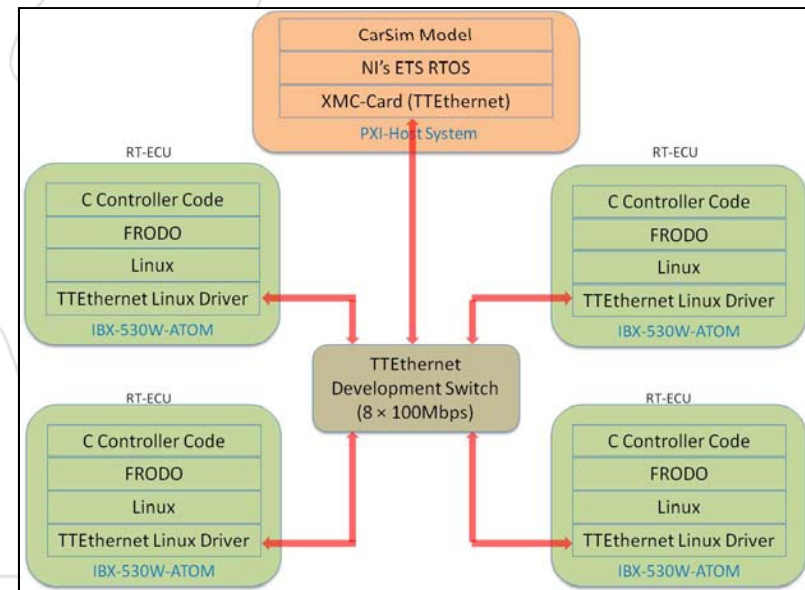 CarSim Model
NI's ETS RTOS
XMC-Card (TTEthernet)
PXI-Host System
RT-ECU
C Controller Code
FRODO
Linux
TTEthernet Linux Driver
IBX-530W-ATOM
RT-ECU
C Controller Code
FRODO
Linux
TTEthernet Linux Driver
IBX-530W-ATOM
TTEthernet
Development Switch
(8 × 100Mbps)
RT-ECU
C Controller Code
FRODO
Linux
TTEthernet Linux Driver
IBX-530W-ATOM
RT-ECU
C Controller Code
FRODO
Linux
TTEthernet Linux Driver
IBX-530W-ATOM